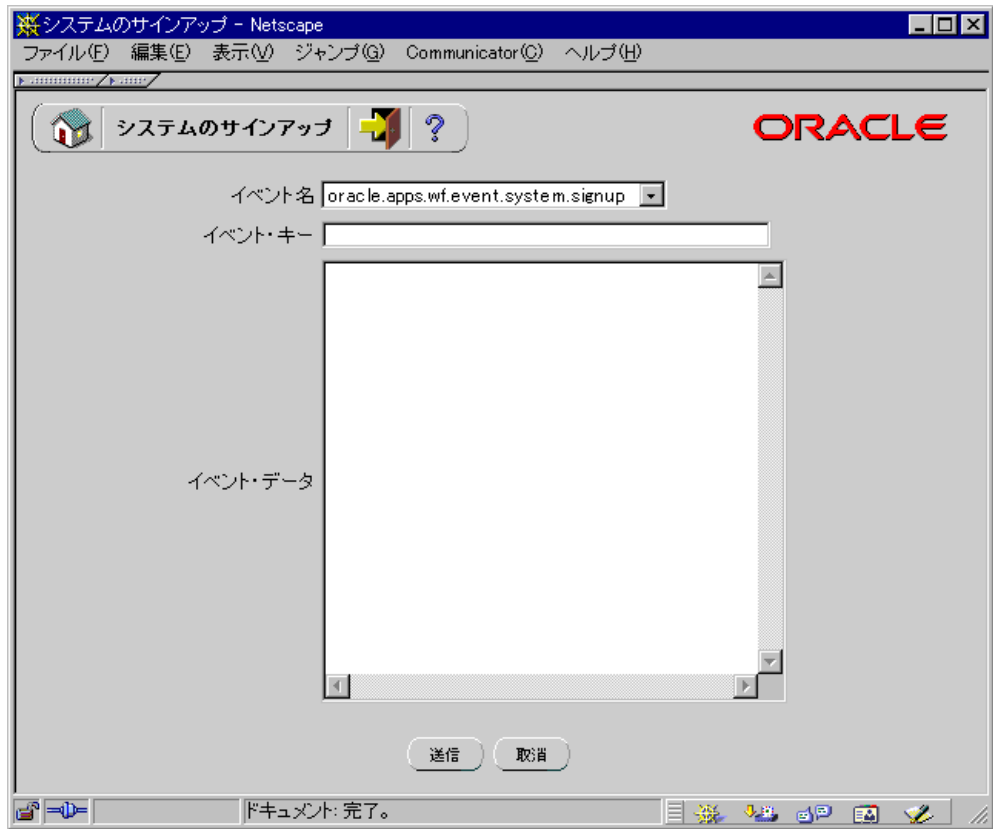 システムのサインアップ - Netscape
ファイル(F) 編集(E) 表示(V) ジャンプ(G) Communicator(C) ヘルプ(H)
システムのサインアップ ?
ORACLE
イベント名 oracle.apps.wf.event.system.signup
イベント・キー
イベント・データ
送信 取消
ドキュメント: 完了。